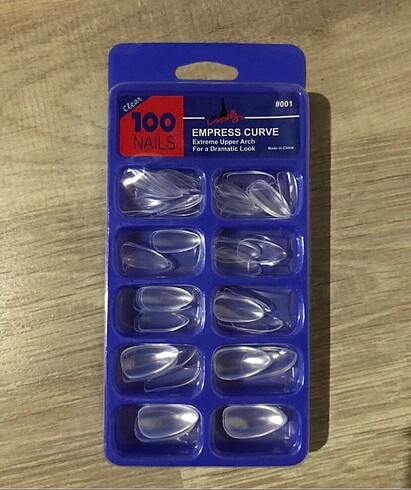 Clear
100
NAILS
#001
EMPRESS CURVE
Extreme Upper Arch
For a Dramatic Look
Made in China